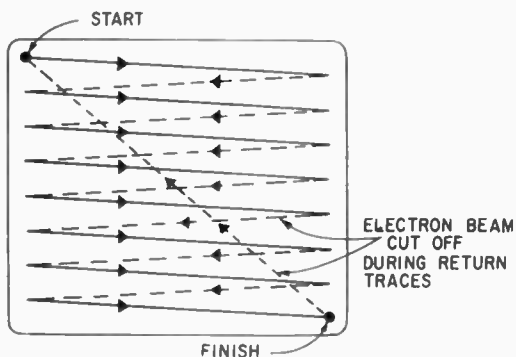 START
ELECTRON BEAM
CUT OFF
DURING RETURN
TRACES
FINISH